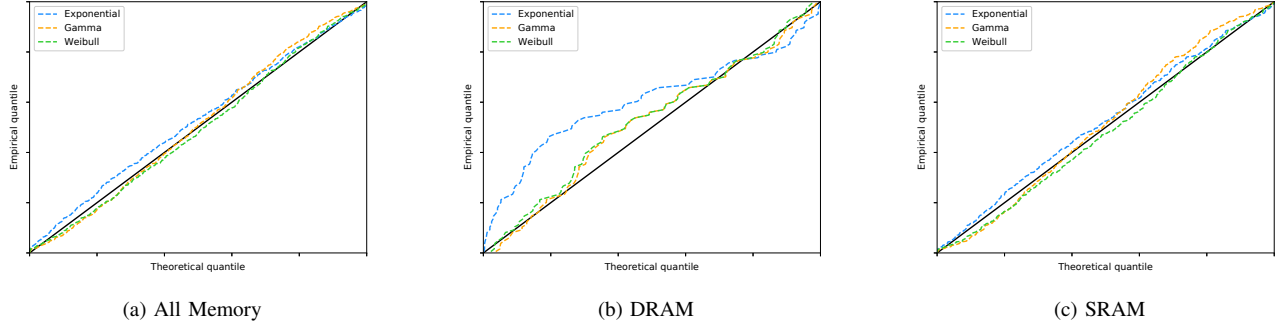 Exponential
Gamma
Weibull
Empirical quantile
Theoretical quantile
(a) All Memory
Exponential
Gamma
Weibull
Empirical quantile
Theoretical quantile
(b) DRAM
Exponential
Gamma
Weibull
Empirical quantile
Theoretical quantile
(c) SRAM